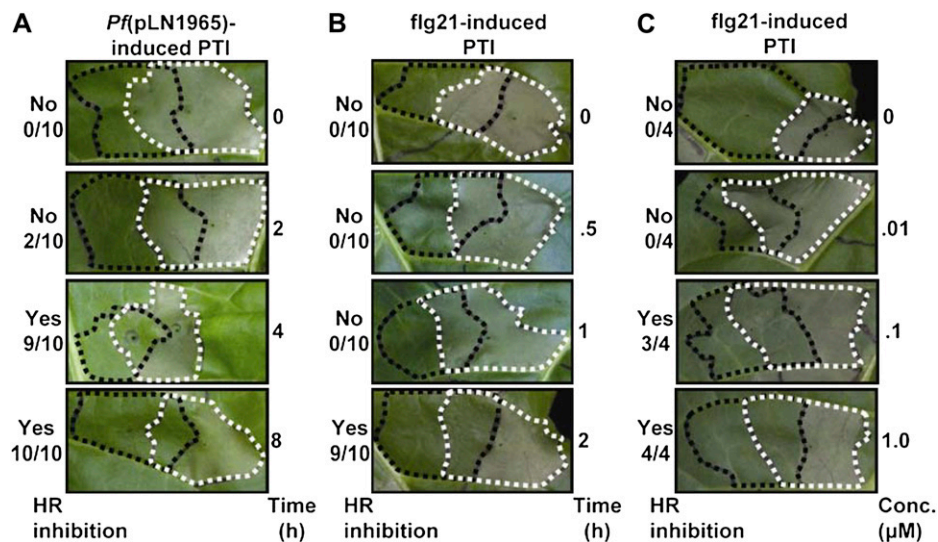 A
Pf(pLN1965)-
induced PTI
No
0/10
0
No
2/10
2
Yes
9/10
4
Yes
10/10
8
HR
inhibition
Time
(h)
B
flg21-induced
PTI
No
0/10
0
No
0/10
.5
No
0/10
1
Yes
9/10
2
HR
inhibition
Time
(h)
C
flg21-induced
PTI
No
0/4
0
No
0/4
.01
Yes
3/4
.1
Yes
4/4
1.0
HR
inhibition
Conc.
(µM)